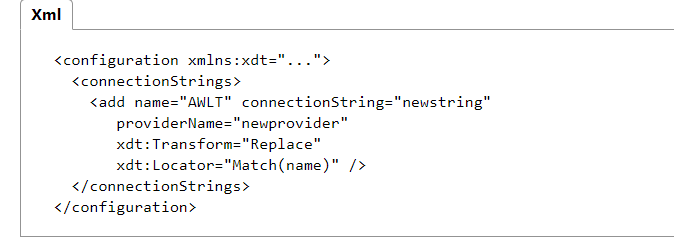 Xml
<configuration xmlns:xdt="...">
  <connectionStrings>
    <add name="AWLT" connectionString="newstring"
       providerName="newprovider"
       xdt:Transform="Replace"
       xdt:Locator="Match(name)" />
  </connectionStrings>
</configuration>